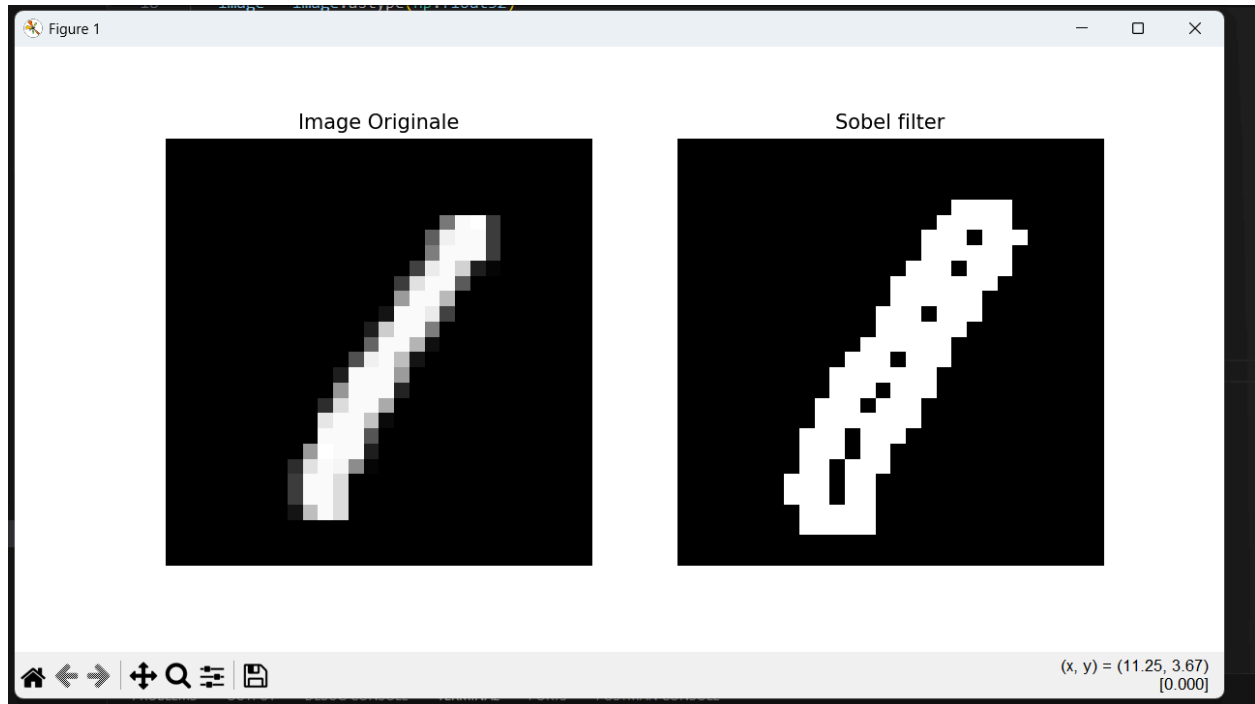 Figure 1
Image Originale
Sobel filter
(x, y) = (11.25, 3.67)
[0.000]